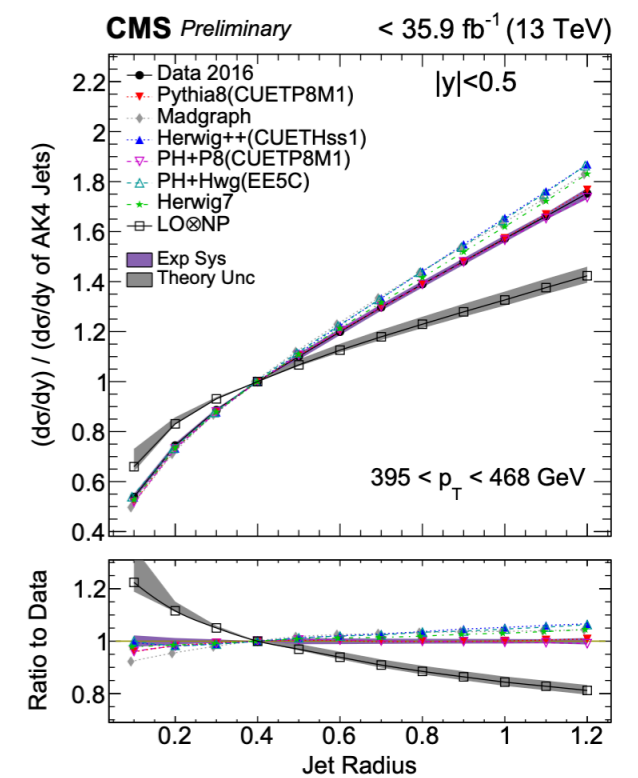 CMS Preliminary < 35.9 fb⁻¹ (13 TeV)
(dσ/dy) / (dσ/dy of AK4 Jets)
2.2
2
1.8
1.6
1.4
1.2
1
0.8
0.6
0.4
|y|<0.5
Data 2016
Pythia8(CUETP8M1)
Madgraph
Herwig++(CUETHss1)
PH+P8(CUETP8M1)
PH+Hwg(EE5C)
Herwig7
LO⊗NP
Exp Sys
Theory Unc
395 < p_T < 468 GeV
Ratio to Data
1.2
1
0.8
0.2 0.4 0.6 0.8 1 1.2
Jet Radius